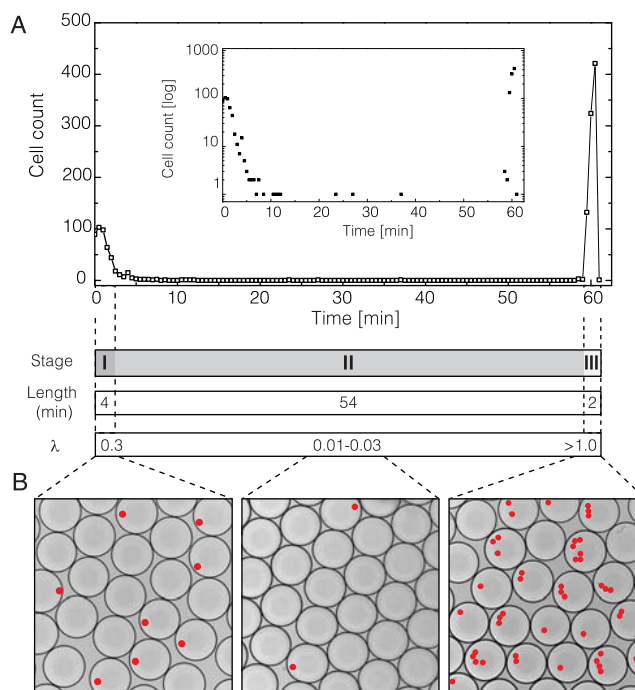 A
500
400
300
200
100
0
Cell count
1000
100
10
1
Cell count [log]
0 10 20 30 40 50 60
Time [min]
0 10 20 30 40 50 60
Time [min]
Stage I II III
Length (min) 4 54 2
λ 0.3 0.01-0.03 >1.0
B